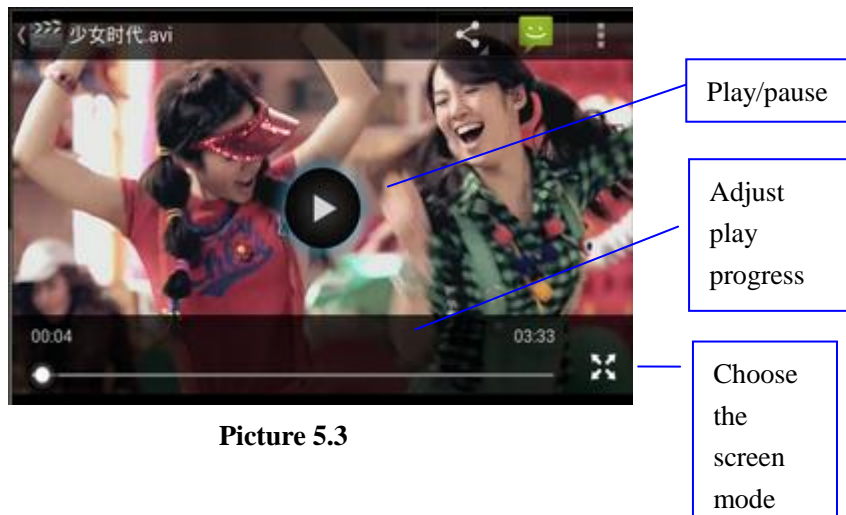 少女时代.avi
Play/pause
Adjust
play
progress
00:04
03:33
Choose
the
screen
mode
Picture 5.3